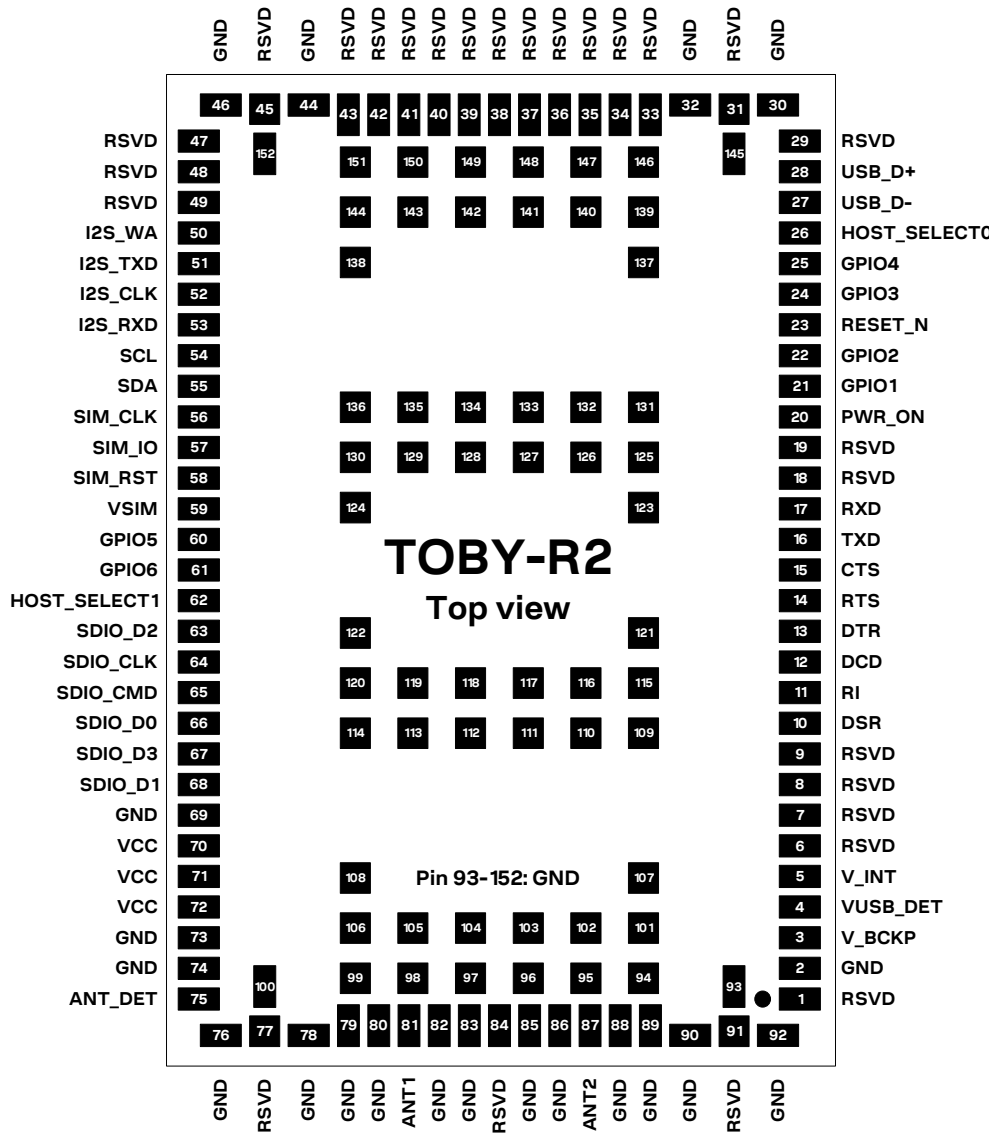 GND RSVD GND RSVD RSVD RSVD RSVD RSVD RSVD RSVD RSVD RSVD RSVD RSVD GND RSVD GND
46 45 44 43 42 41 40 39 38 37 36 35 34 33 32 31 30
RSVD 47 152 151 150 149 148 147 146 145 29 RSVD
RSVD 48 28 USB_D+
RSVD 49 144 143 142 141 140 139 27 USB_D-
I2S_WA 50 26 HOST_SELECT0
I2S_TXD 51 138 137 25 GPIO4
I2S_CLK 52 24 GPIO3
I2S_RXD 53 23 RESET_N
SCL 54 22 GPIO2
SDA 55 21 GPIO1
SIM_CLK 56 136 135 134 133 132 131 20 PWR_ON
SIM_IO 57 130 129 128 127 126 125 19 RSVD
SIM_RST 58 18 RSVD
VSIM 59 124 123 17 RXD
GPIO5 60 16 TXD
TOBY-R2
GPIO6 61 15 CTS
HOST_SELECT1 62 14 RTS
Top view
SDIO_D2 63 122 121 13 DTR
SDIO_CLK 64 12 DCD
SDIO_CMD 65 120 119 118 117 116 115 11 RI
SDIO_D0 66 114 113 112 111 110 109 10 DSR
SDIO_D3 67 9 RSVD
SDIO_D1 68 8 RSVD
GND 69 7 RSVD
VCC 70 6 RSVD
VCC 71 108 Pin 93-152: GND 107 5 V_INT
VCC 72 4 VUSB_DET
GND 73 106 105 104 103 102 101 3 V_BCKP
GND 74 99 98 97 96 95 94 2 GND
ANT_DET 75 100 93 1 RSVD
76 77 78 79 80 81 82 83 84 85 86 87 88 89 90 91 92
GND RSVD GND GND GND ANT1 GND GND RSVD GND GND ANT2 GND GND GND RSVD GND